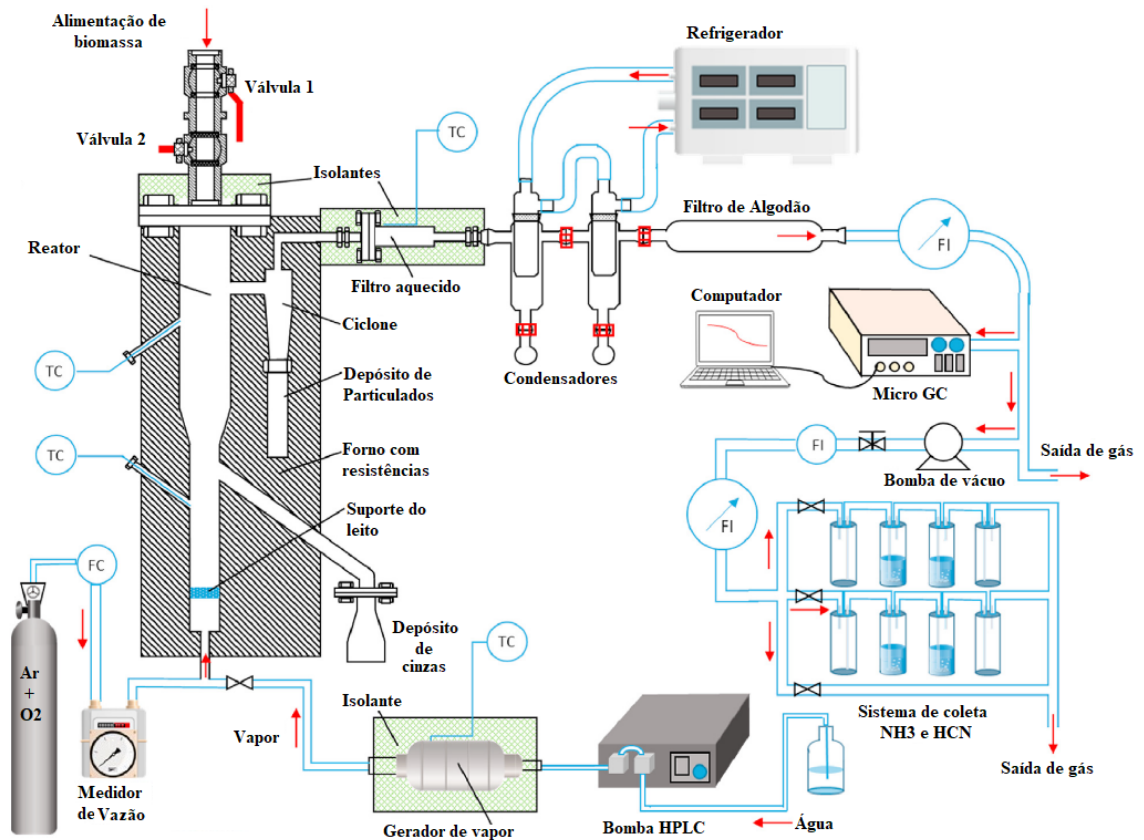 Alimentação de
biomassa
Válvula 1
Válvula 2
Refrigerador
TC
Isolantes
Filtro de Algodão
FI
Reator
Filtro aquecido
Ciclone
Computador
TC
Depósito de
Particulados
Condensadores
Micro GC
TC
Forno com
resistências
FI
Bomba de vácuo
Saída de gás
Suporte do
leito
FI
FC
Depósito
de
cinzas
TC
Ar
+
O2
Isolante
Vapor
Sistema de coleta
NH3 e HCN
Medidor
de Vazão
Gerador de vapor
Bomba HPLC
Água
Saída de gás